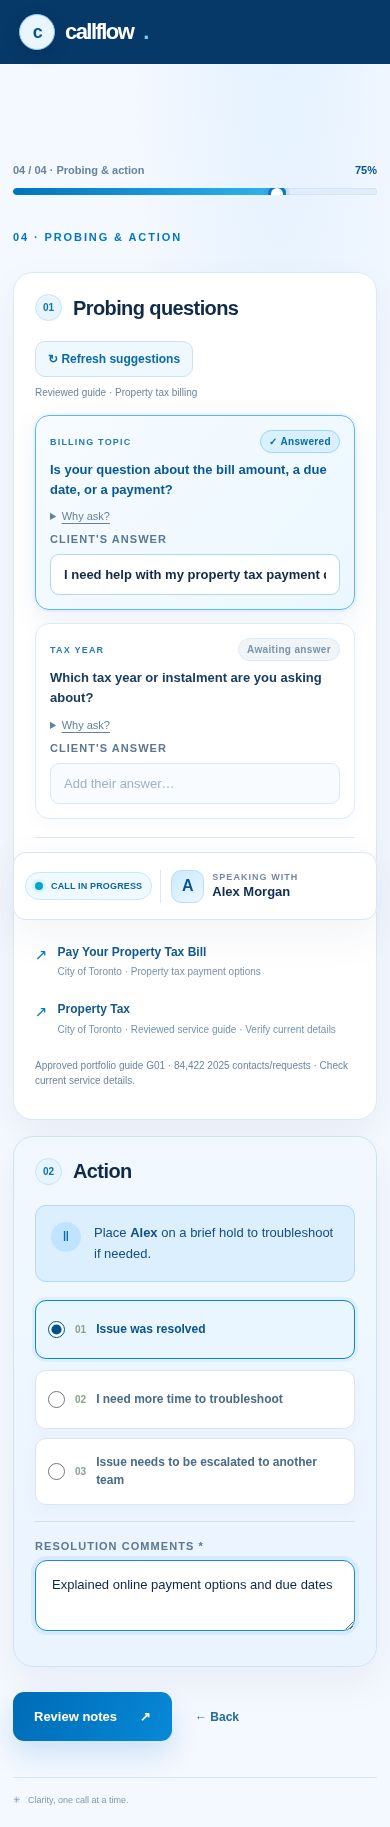 c callflow.
04 / 04 · Probing & action 75%
04 · PROBING & ACTION
01 Probing questions
↻ Refresh suggestions
Reviewed guide · Property tax billing
BILLING TOPIC ✓ Answered
Is your question about the bill amount, a due
date, or a payment?
▶ Why ask?
CLIENT'S ANSWER
I need help with my property tax payment
TAX YEAR Awaiting answer
Which tax year or instalment are you asking
about?
▶ Why ask?
CLIENT'S ANSWER
Add their answer…
CALL IN PROGRESS
A
SPEAKING WITH
Alex Morgan
↗ Pay Your Property Tax Bill
City of Toronto · Property tax payment options
↗ Property Tax
City of Toronto · Reviewed service guide · Verify current details
Approved portfolio guide G01 · 84,422 2025 contacts/requests · Check
current service details.
02 Action
Place Alex on a brief hold to troubleshoot
if needed.
01 Issue was resolved
02 I need more time to troubleshoot
03 Issue needs to be escalated to another
team
RESOLUTION COMMENTS *
Explained online payment options and due dates
Review notes ↗
← Back
✳ Clarity, one call at a time.